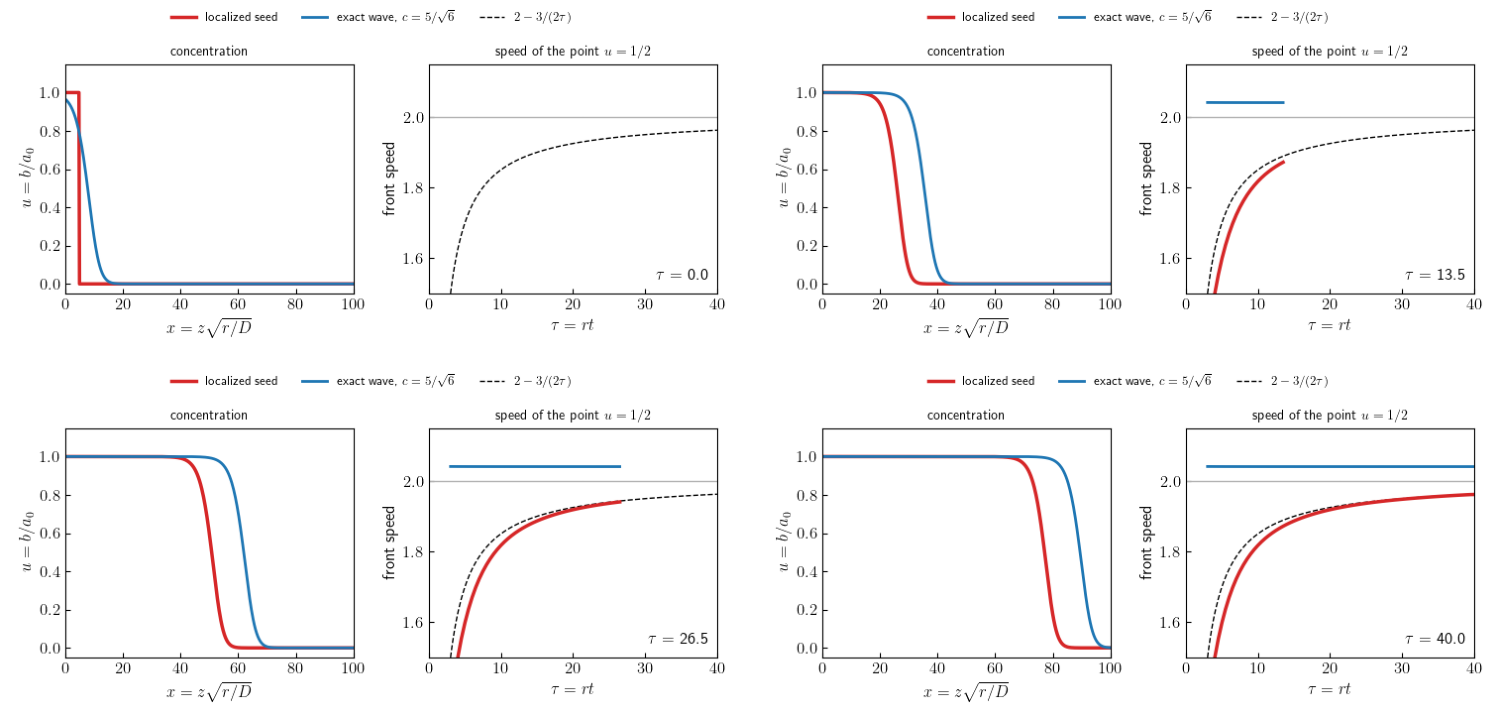 localized seed   exact wave, c = 5/√6   2 − 3/(2τ)
concentration
u = b/a₀
1.0
0.8
0.6
0.4
0.2
0.0
0 20 40 60 80 100
x = z√(r/D)
speed of the point u = 1/2
front speed
2.0
1.8
1.6
τ = 0.0
0 10 20 30 40
τ = rt
localized seed   exact wave, c = 5/√6   2 − 3/(2τ)
concentration
u = b/a₀
1.0
0.8
0.6
0.4
0.2
0.0
0 20 40 60 80 100
x = z√(r/D)
speed of the point u = 1/2
front speed
2.0
1.8
1.6
τ = 13.5
0 10 20 30 40
τ = rt
localized seed   exact wave, c = 5/√6   2 − 3/(2τ)
concentration
u = b/a₀
1.0
0.8
0.6
0.4
0.2
0.0
0 20 40 60 80 100
x = z√(r/D)
speed of the point u = 1/2
front speed
2.0
1.8
1.6
τ = 26.5
0 10 20 30 40
τ = rt
localized seed   exact wave, c = 5/√6   2 − 3/(2τ)
concentration
u = b/a₀
1.0
0.8
0.6
0.4
0.2
0.0
0 20 40 60 80 100
x = z√(r/D)
speed of the point u = 1/2
front speed
2.0
1.8
1.6
τ = 40.0
0 10 20 30 40
τ = rt